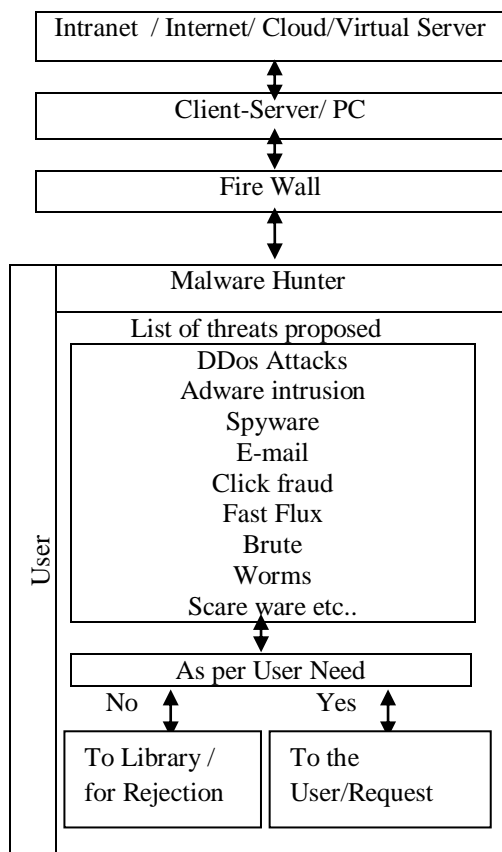 Intranet / Internet/ Cloud/Virtual Server
Client-Server/ PC
Fire Wall
Malware Hunter
User
List of threats proposed
DDos Attacks
Adware intrusion
Spyware
E-mail
Click fraud
Fast Flux
Brute
Worms
Scare ware etc..
As per User Need
No
Yes
To Library /
for Rejection
To the
User/Request